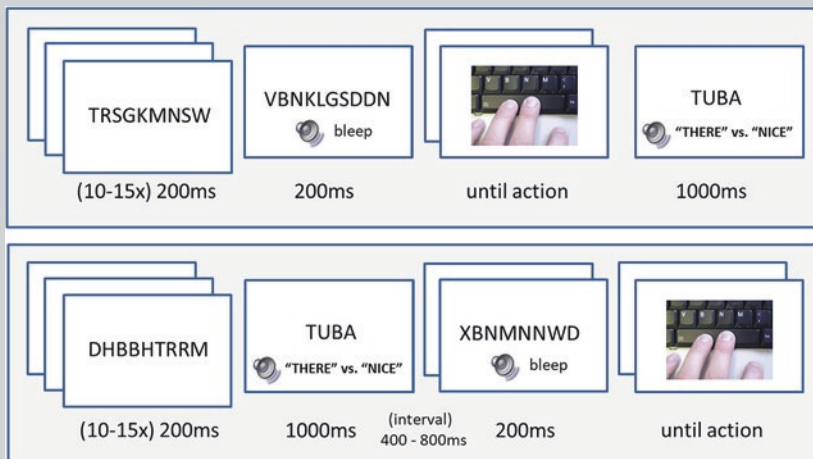 TRSGKMNSW
VBNKLGSDDN
bleep
V B N M
TUBA
"THERE" vs. "NICE"
(10-15x) 200ms
200ms
until action
1000ms
DHBBHTRRM
TUBA
"THERE" vs. "NICE"
XBNMNNWD
bleep
V B N M
(10-15x) 200ms
1000ms
(interval)
400 - 800ms
200ms
until action